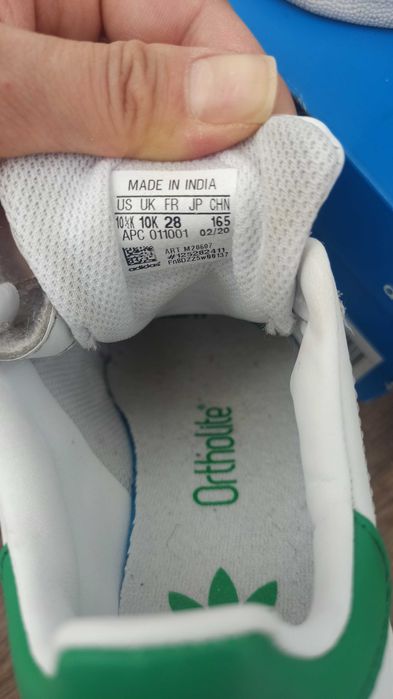 MADE IN INDIA
US UK FR JP CHN
10½K 10K 28 165
APC 011001 02/20
ART M20607
#125282411
adidas
Ortholite